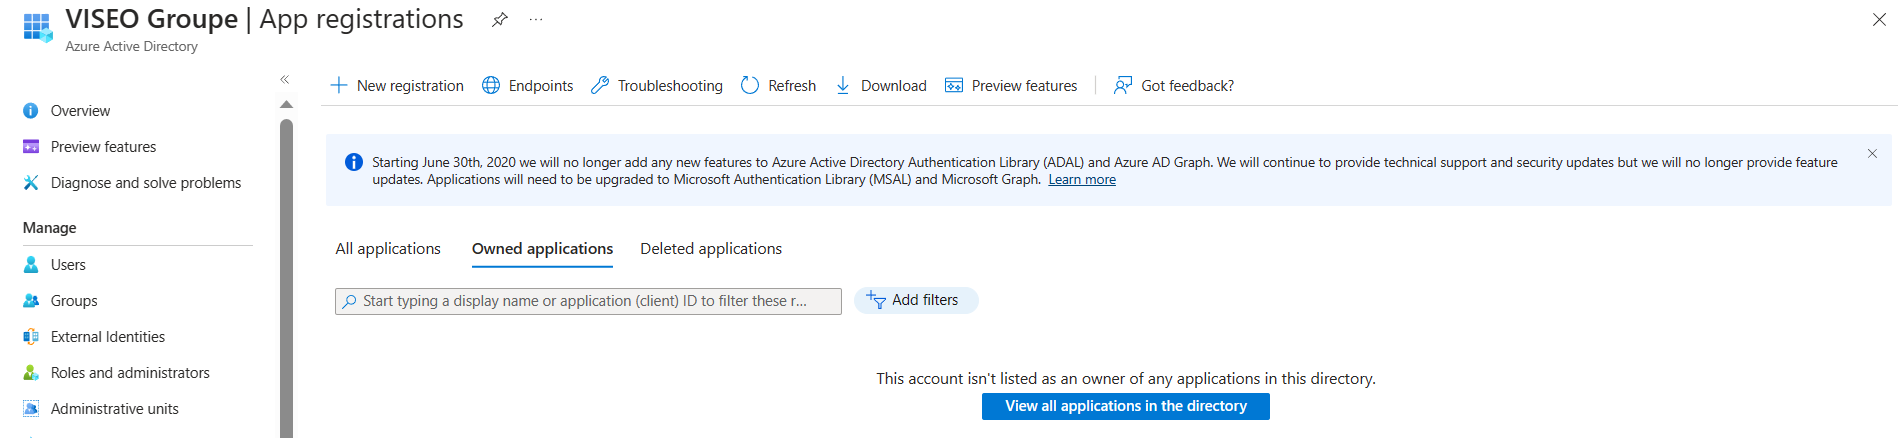 VISEO Groupe | App registrations
Azure Active Directory
Overview
Preview features
Diagnose and solve problems
Manage
Users
Groups
External Identities
Roles and administrators
Administrative units
New registration
Endpoints
Troubleshooting
Refresh
Download
Preview features
Got feedback?
Starting June 30th, 2020 we will no longer add any new features to Azure Active Directory Authentication Library (ADAL) and Azure AD Graph. We will continue to provide technical support and security updates but we will no longer provide feature
updates. Applications will need to be upgraded to Microsoft Authentication Library (MSAL) and Microsoft Graph. Learn more
All applications
Owned applications
Deleted applications
Start typing a display name or application (client) ID to filter these r...
Add filters
This account isn't listed as an owner of any applications in this directory.
View all applications in the directory